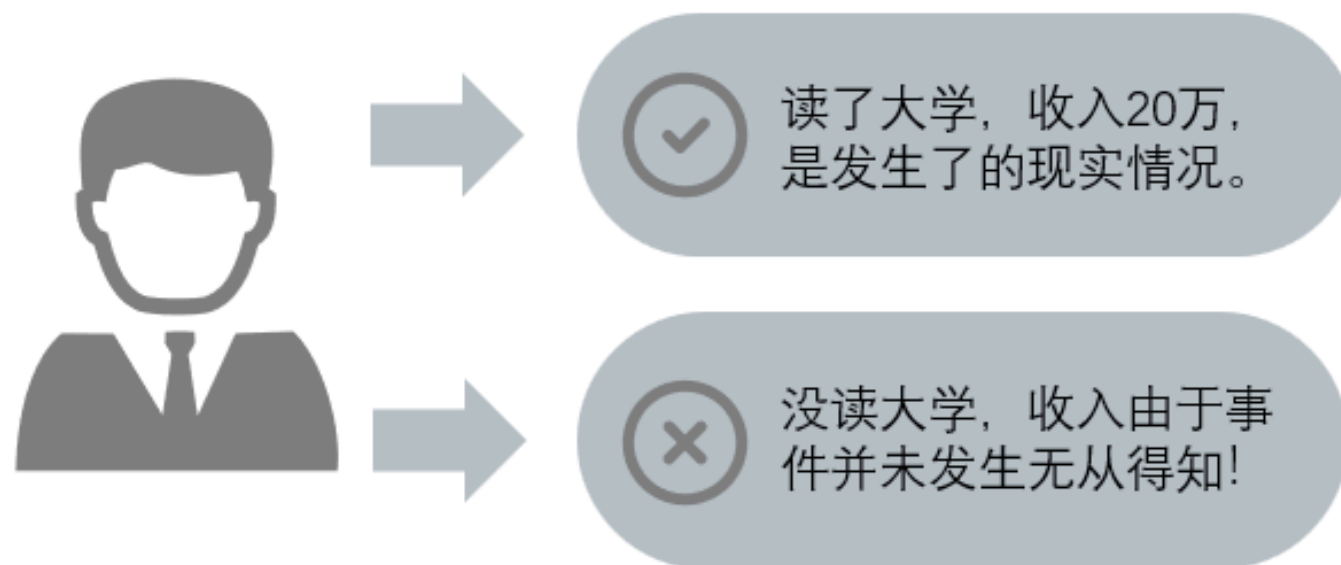 读了大学，收入20万，
是发生了的现实情况。
没读大学，收入由于事
件并未发生无从得知！